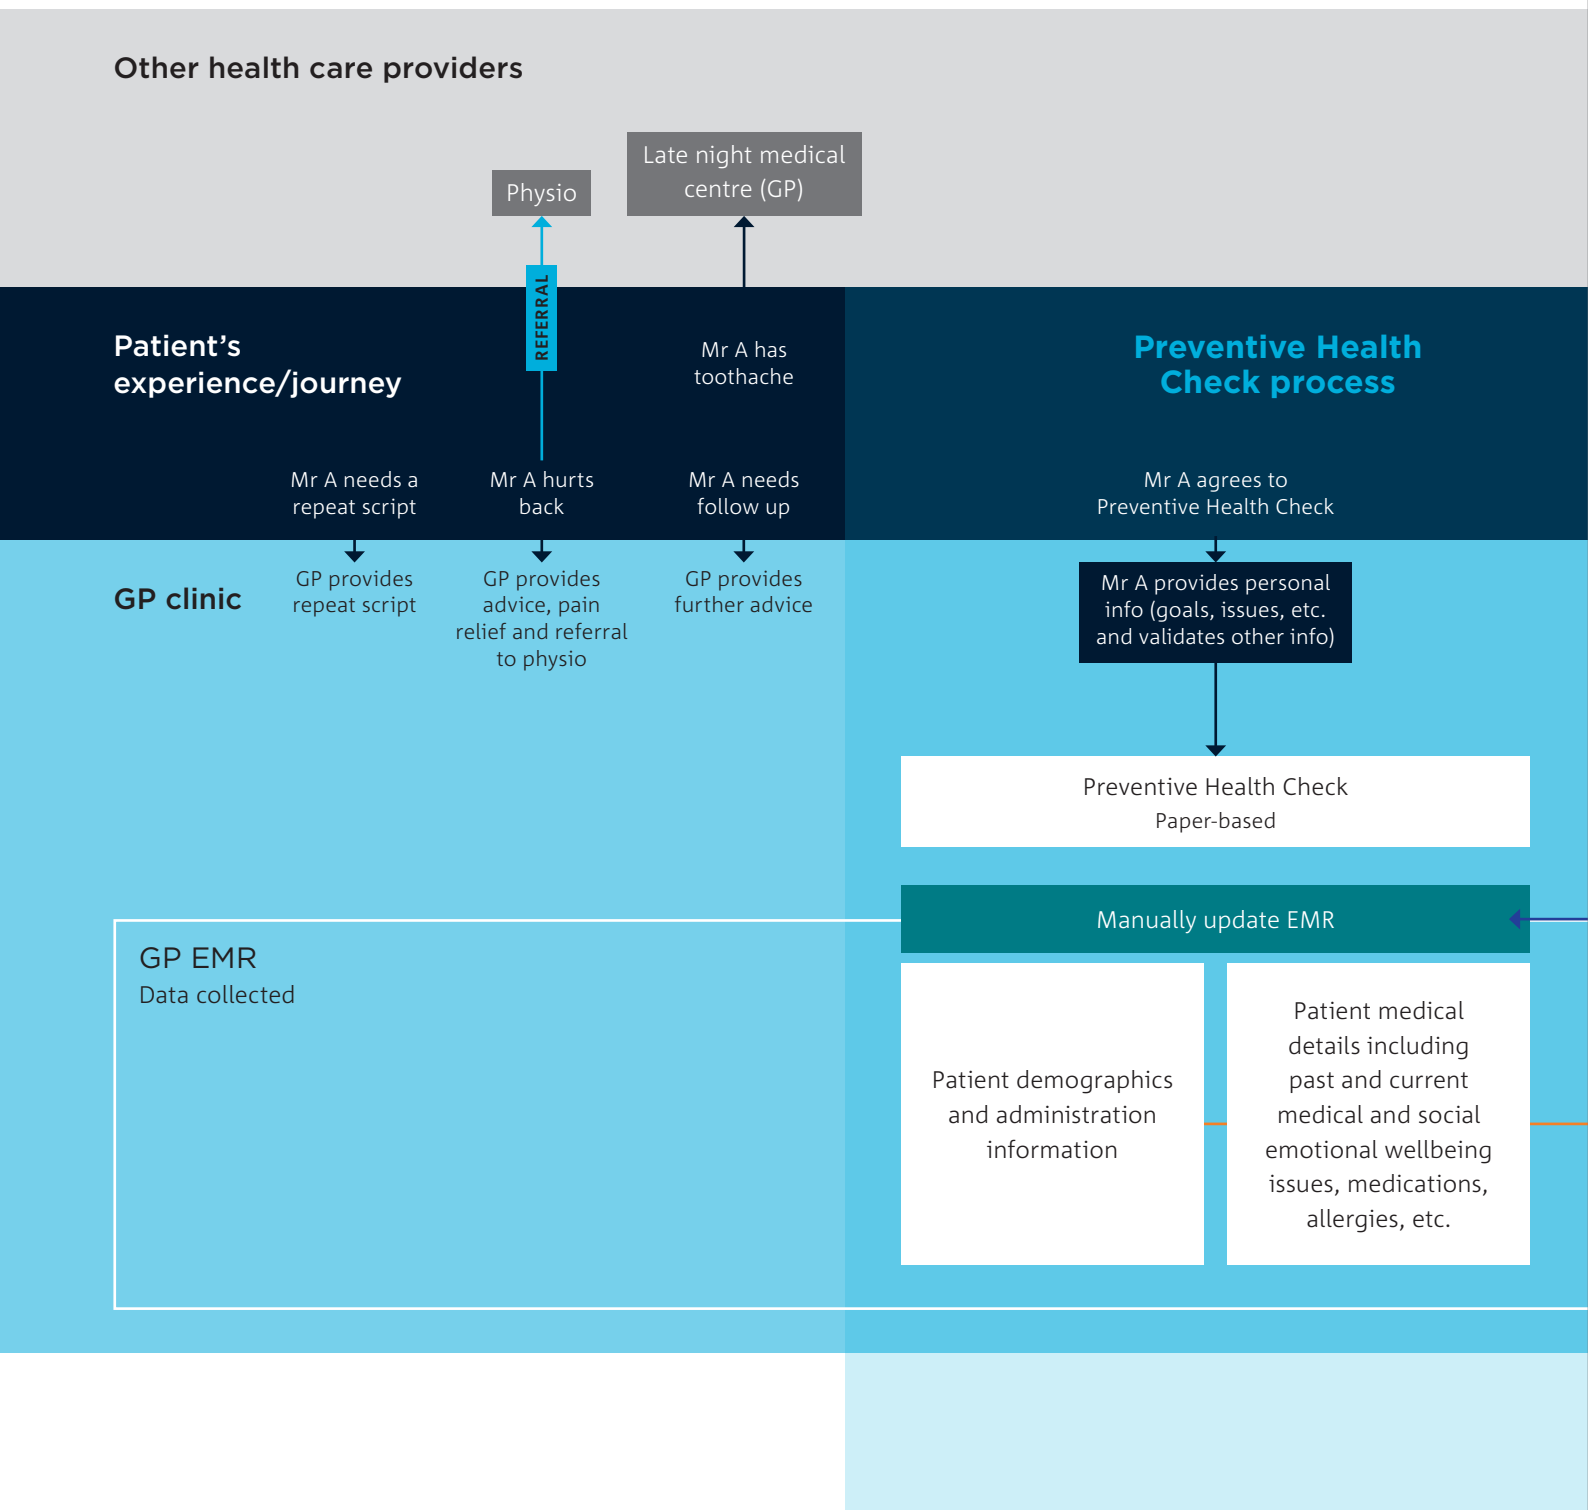 Other health care providers
Late night medical
centre (GP)
Physio
REFERRAL
Patient’s
experience/journey
Mr A has
toothache
Preventive Health
Check process
Mr A needs a
repeat script
Mr A hurts
back
Mr A needs
follow up
Mr A agrees to
Preventive Health Check
GP clinic
GP provides
repeat script
GP provides
advice, pain
relief and referral
to physio
GP provides
further advice
Mr A provides personal
info (goals, issues, etc.
and validates other info)
Preventive Health Check
Paper-based
Manually update EMR
GP EMR
Data collected
Patient demographics
and administration
information
Patient medical
details including
past and current
medical and social
emotional wellbeing
issues, medications,
allergies, etc.